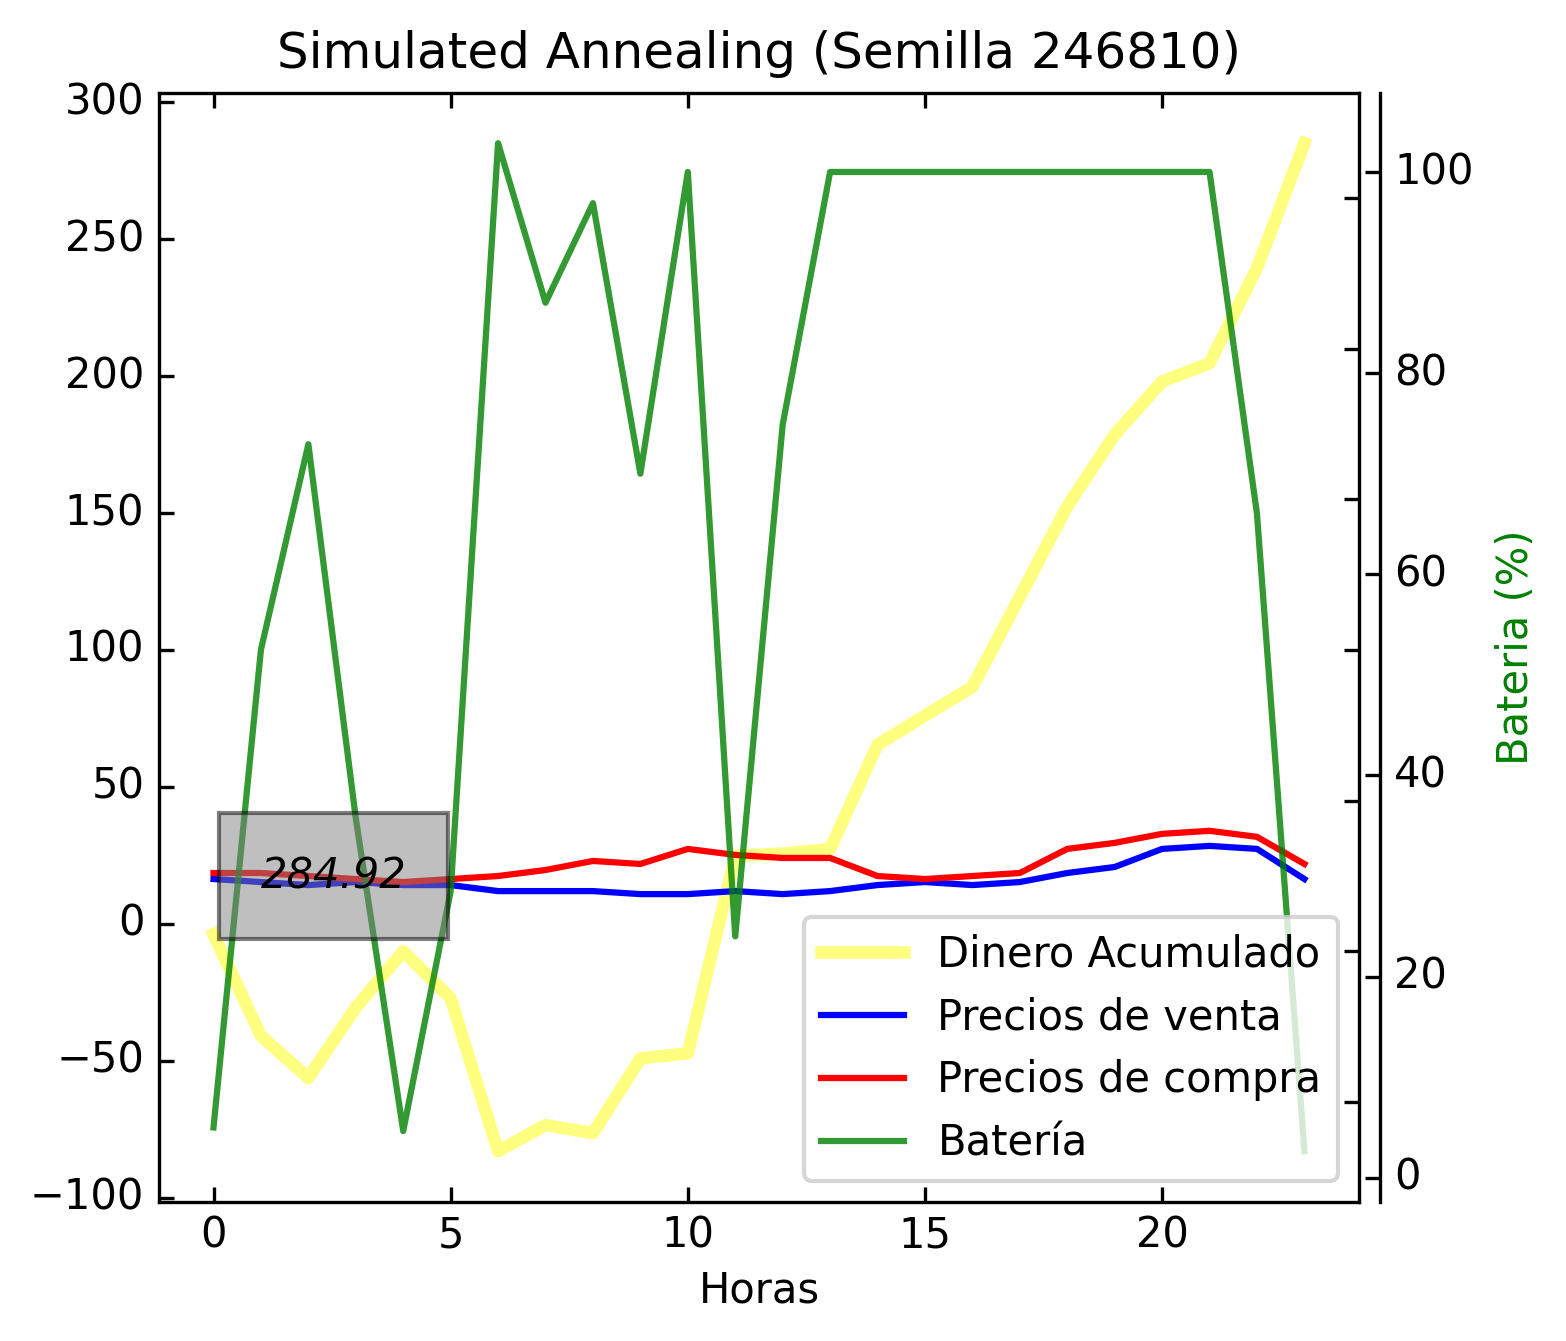 Simulated Annealing (Semilla 246810)
300
250
200
150
100
50
0
−50
−100
100
80
60
40
20
0
Bateria (%)
284.92
Dinero Acumulado
Precios de venta
Precios de compra
Batería
0 5 10 15 20
Horas